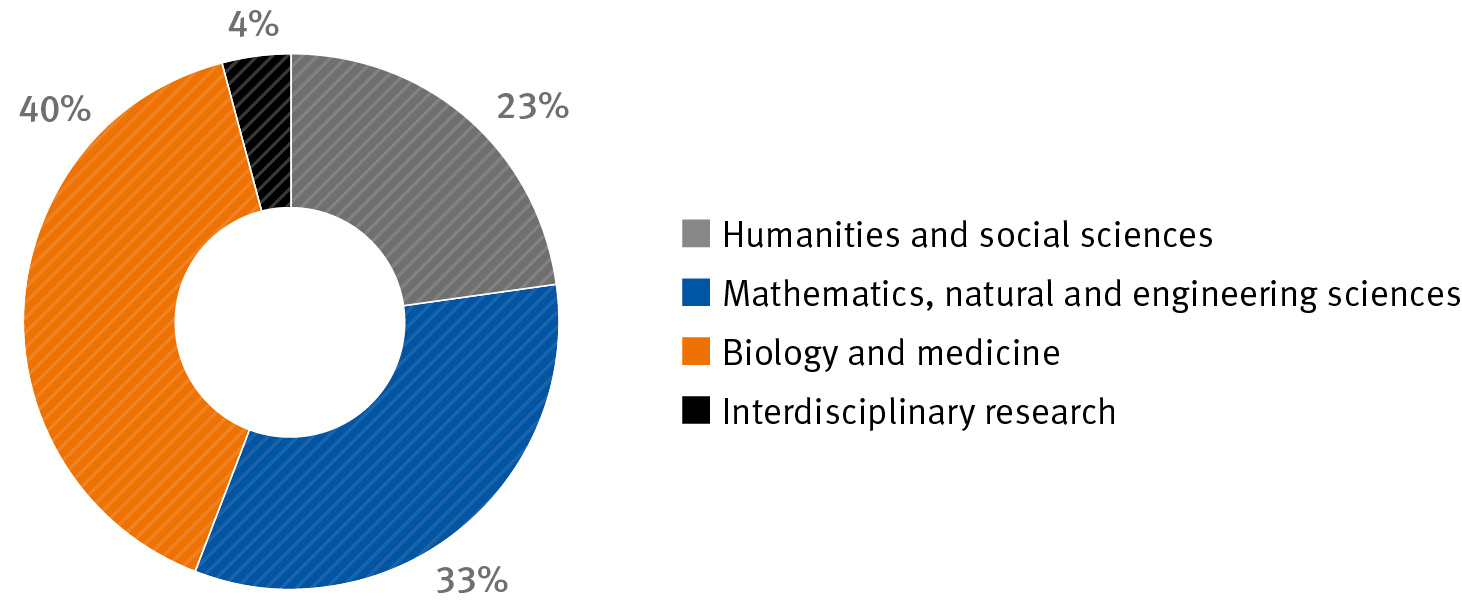 4%
40%
23%
33%
Humanities and social sciences
Mathematics, natural and engineering sciences
Biology and medicine
Interdisciplinary research